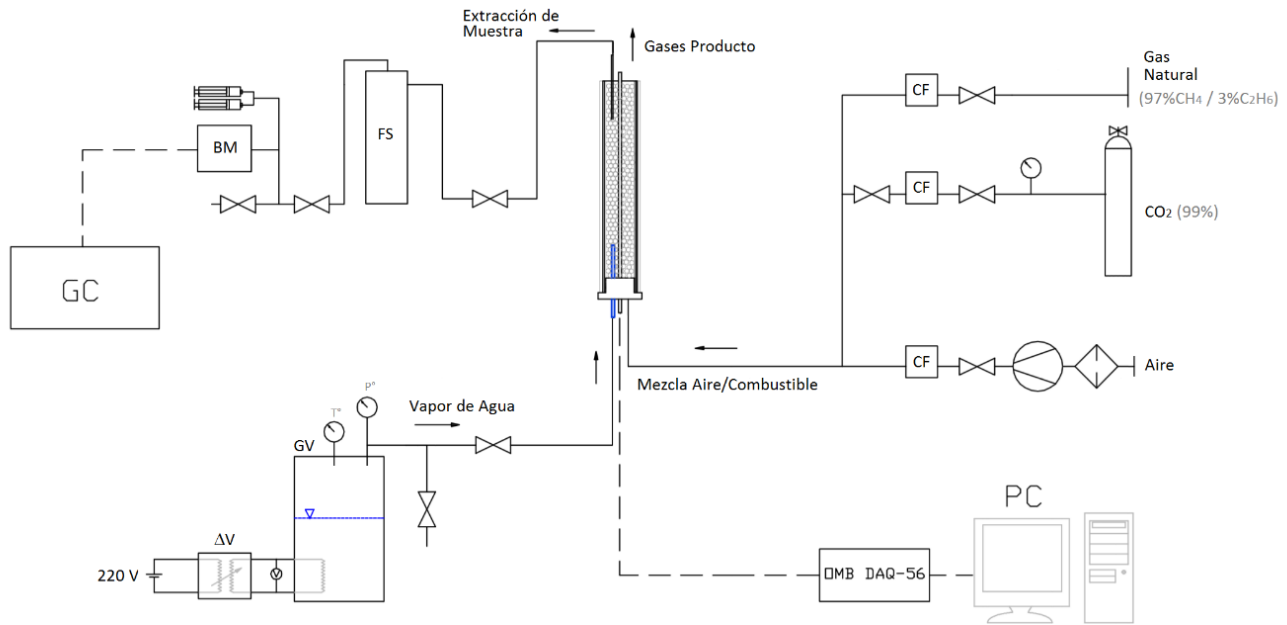 Extracción de
Muestra
Gases Producto
Gas
Natural
(97%CH4 / 3%C2H6)
CF
FS
BM
CF
CO2 (99%)
GC
CF
Aire
Mezcla Aire/Combustible
P°
T°
Vapor de Agua
GV
PC
ΔV
220 V
V
OMB DAQ-56